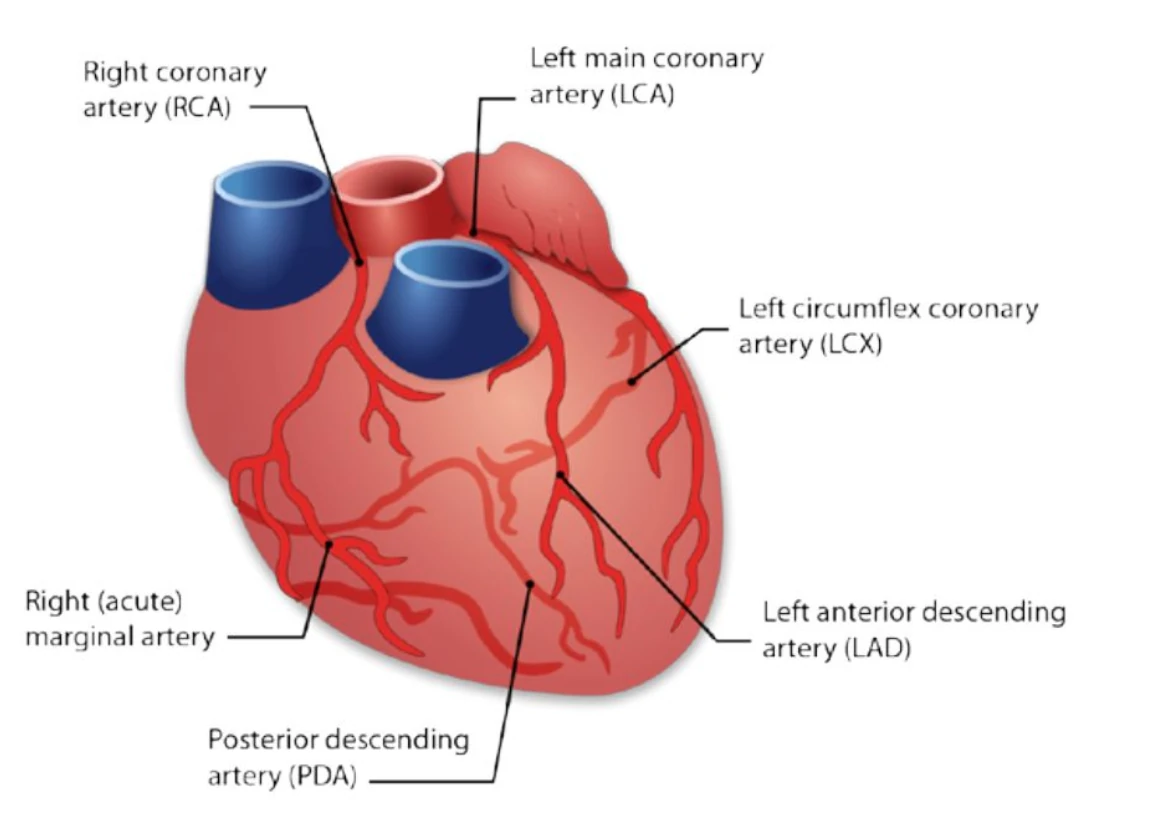 Right coronary
artery (RCA)
Left main coronary
artery (LCA)
Left circumflex coronary
artery (LCX)
Right (acute)
marginal artery
Left anterior descending
artery (LAD)
Posterior descending
artery (PDA)